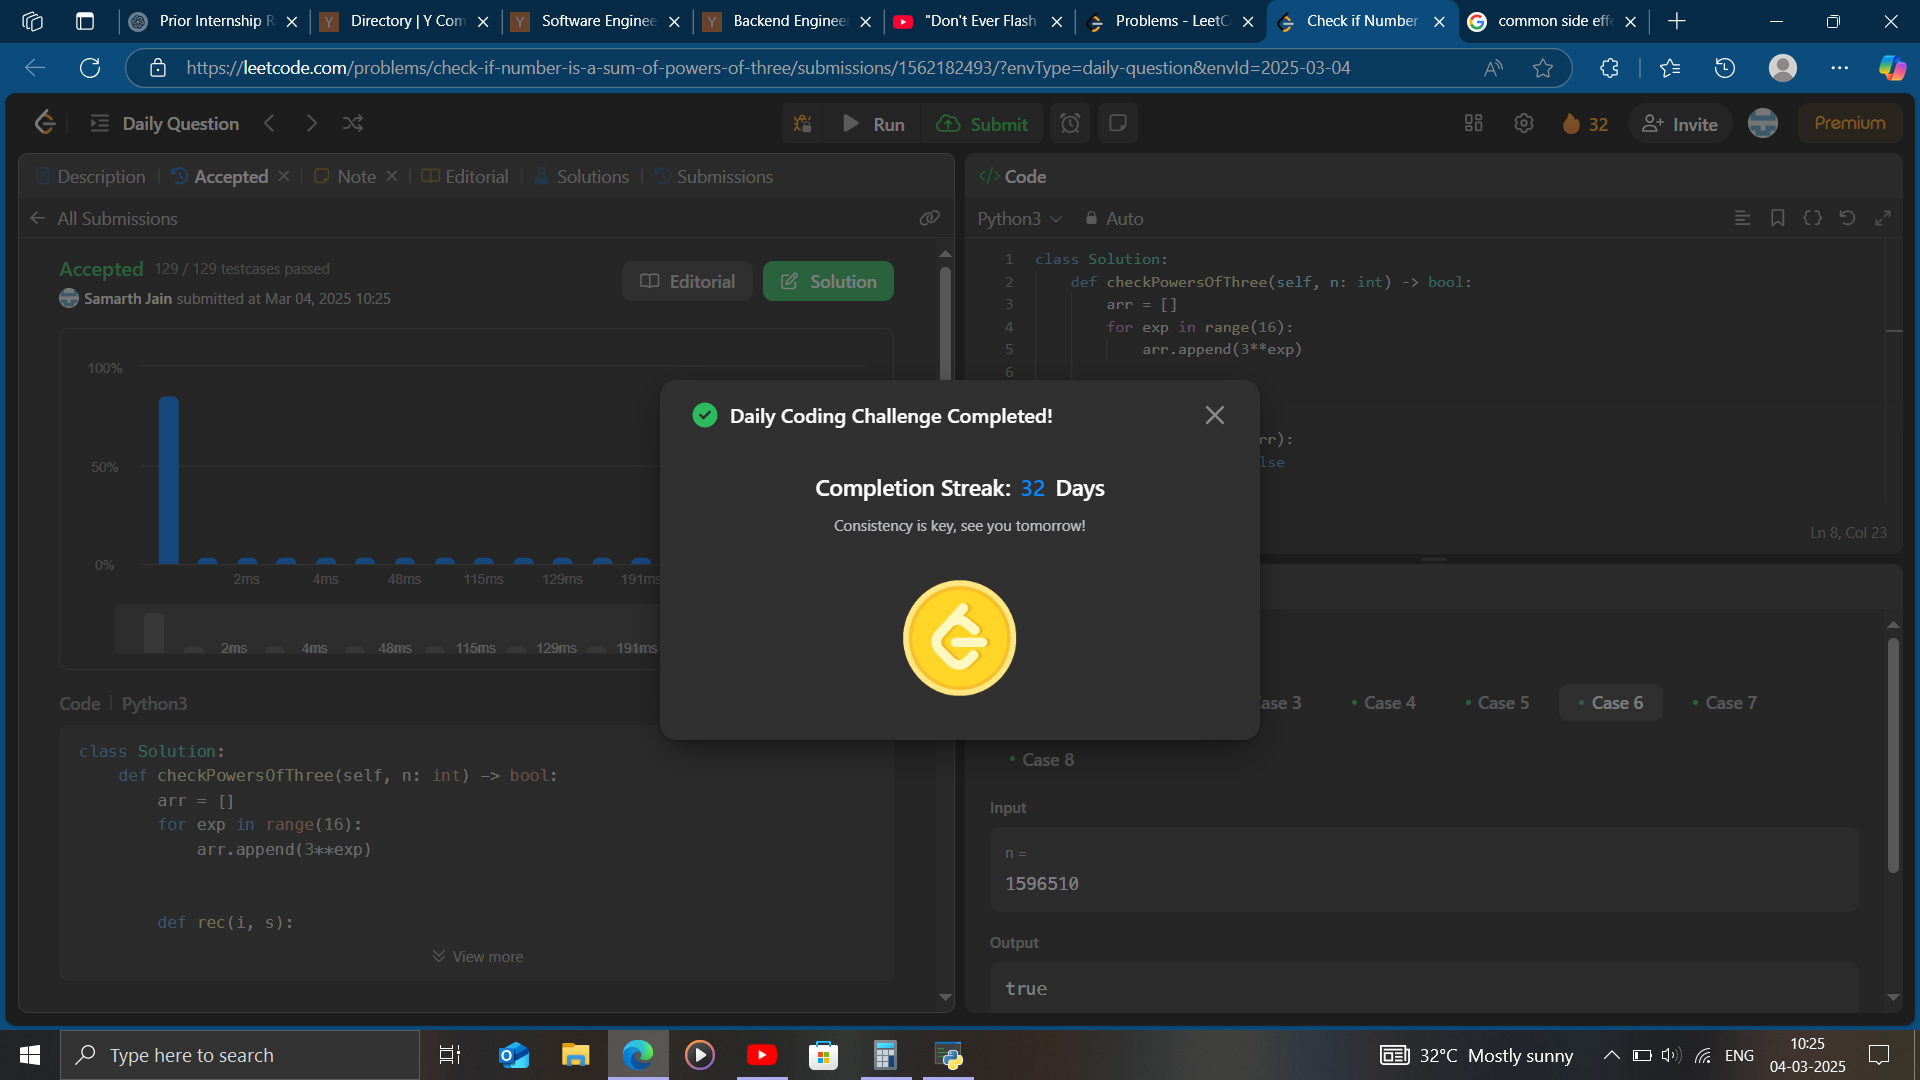 Prior Internship R
Directory | Y Com
Software Enginee
Backend Engineer
"Don't Ever Flash
Problems - LeetC
Check if Number
common side effe
https://leetcode.com/problems/check-if-number-is-a-sum-of-powers-of-three/submissions/1562182493/?envType=daily-question&envId=2025-03-04
Daily Question
Run
Submit
32
Invite
Premium
Description
Accepted
Note
Editorial
Solutions
Submissions
All Submissions
Accepted 129 / 129 testcases passed
Samarth Jain submitted at Mar 04, 2025 10:25
Editorial
Solution
100%
50%
0%
2ms 4ms 48ms 115ms 129ms 191ms
2ms 4ms 48ms 115ms 129ms 191ms
Code | Python3
class Solution:
def checkPowersOfThree(self, n: int) -> bool:
arr = []
for exp in range(16):
arr.append(3**exp)
def rec(i, s):
View more
</> Code
Python3
Auto
1 class Solution:
2 def checkPowersOfThree(self, n: int) -> bool:
3 arr = []
4 for exp in range(16):
5 arr.append(3**exp)
6
rr):
lse
Ln 8, Col 23
Daily Coding Challenge Completed!
Completion Streak: 32 Days
Consistency is key, see you tomorrow!
ase 3
Case 4
Case 5
Case 6
Case 7
Case 8
Input
n =
1596510
Output
true
Type here to search
32°C Mostly sunny
ENG
10:25
04-03-2025